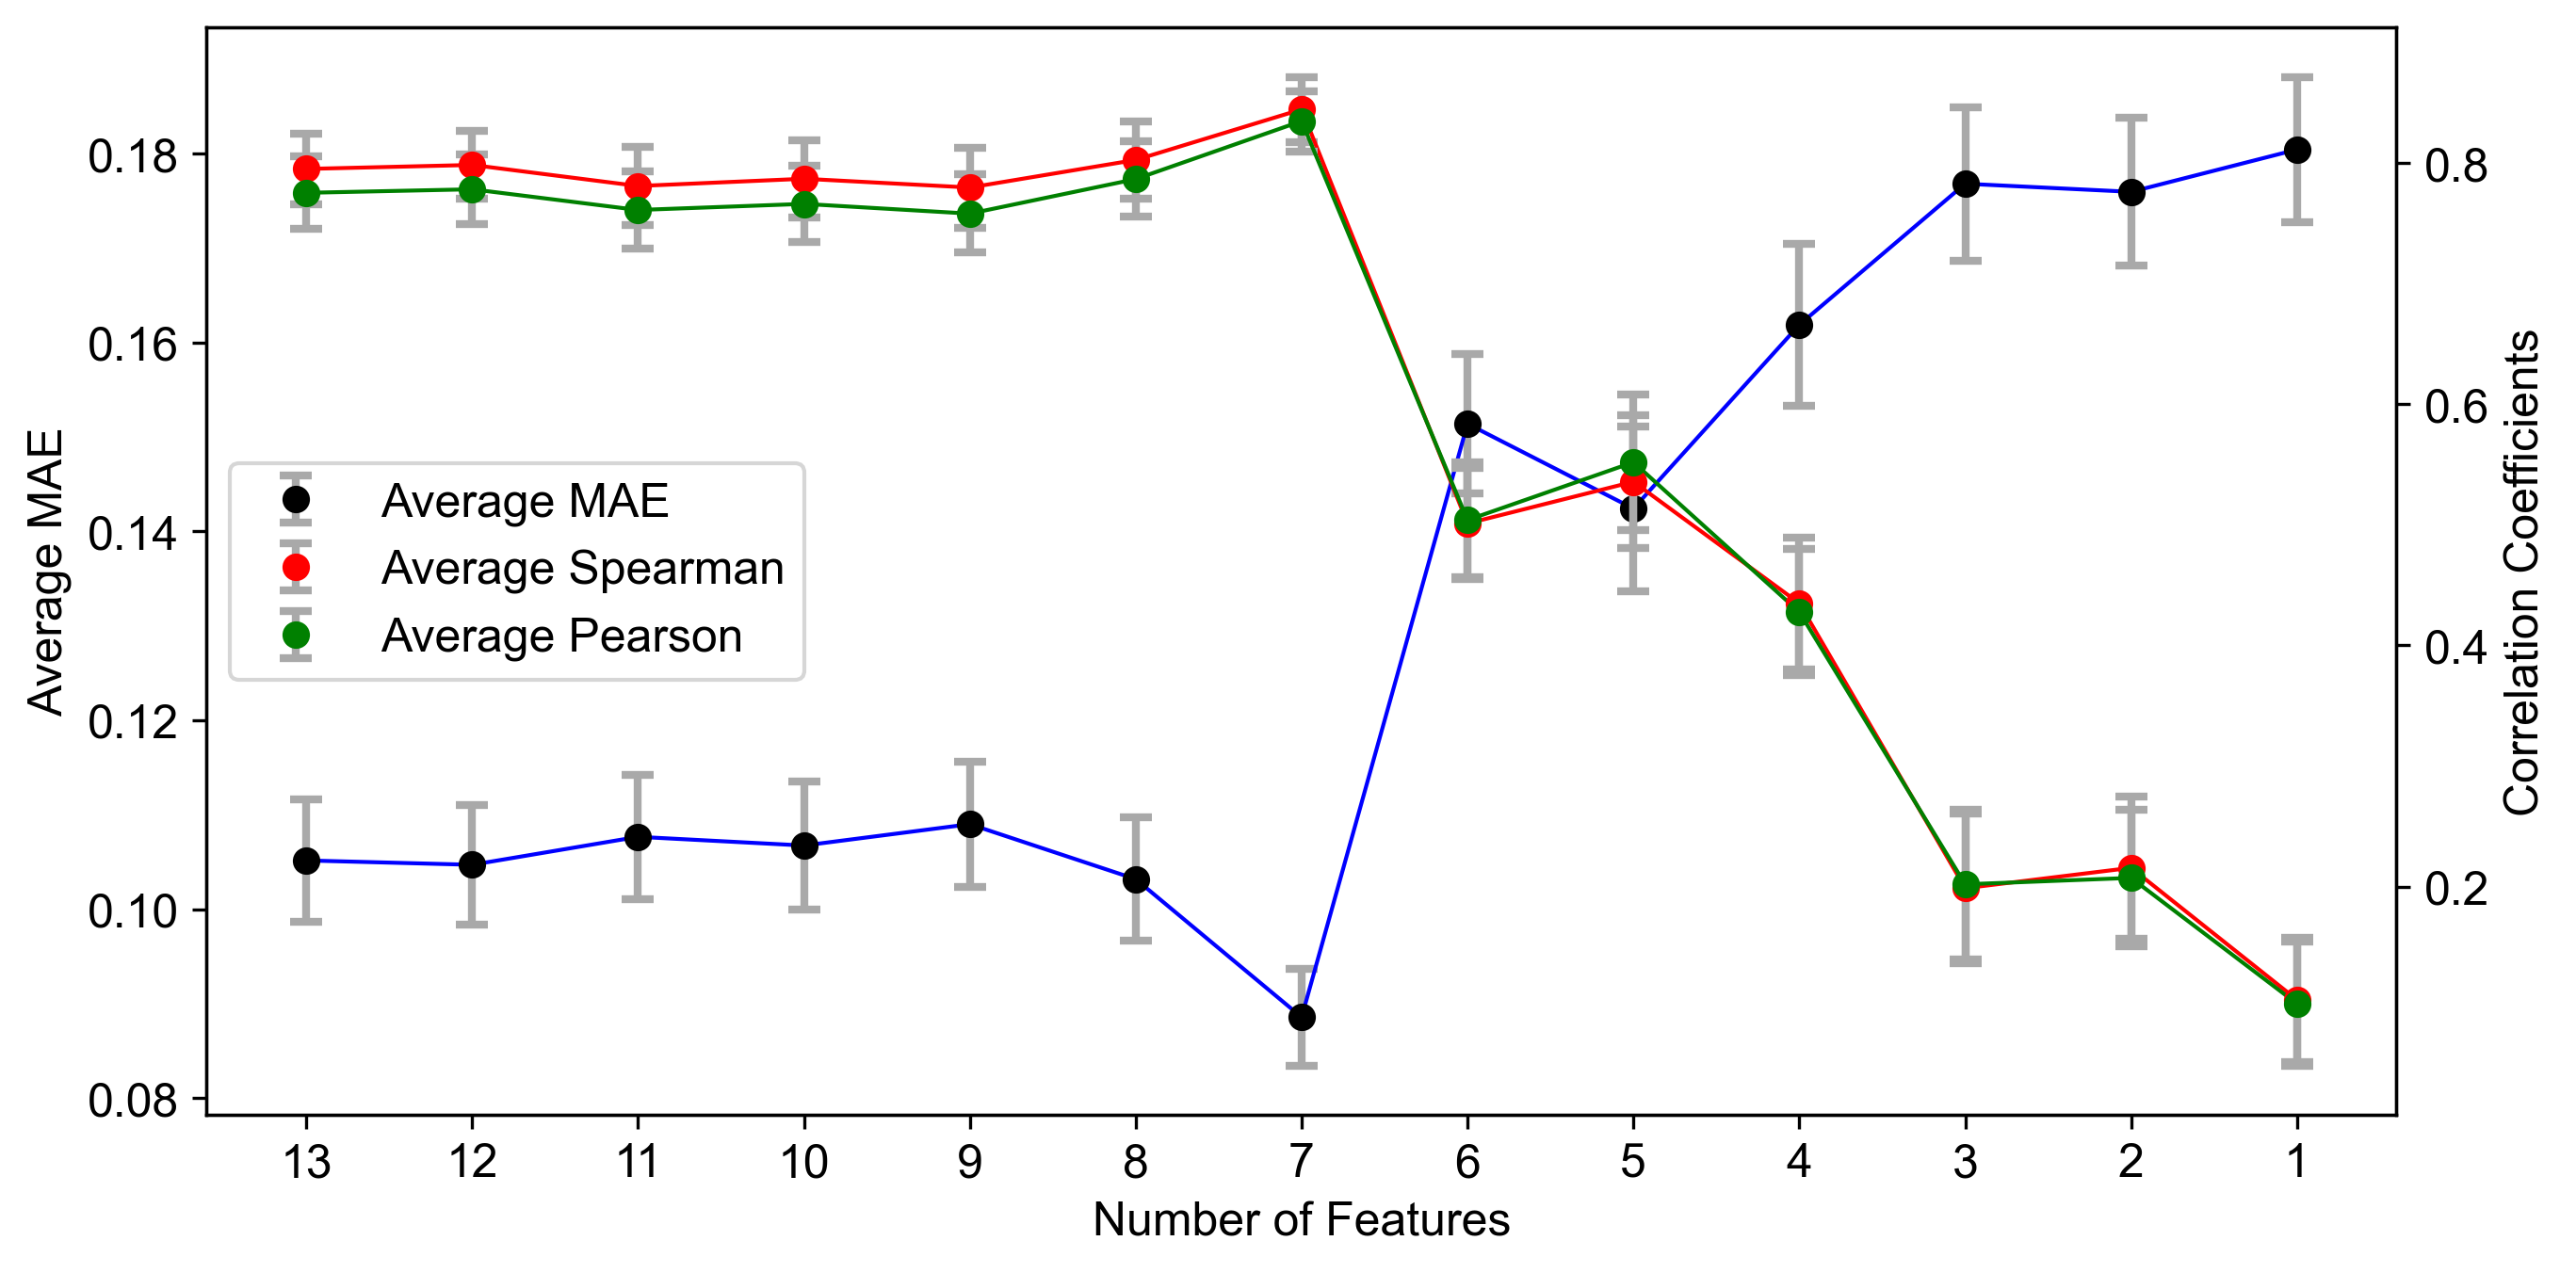 0.18
0.16
0.14
0.12
0.10
0.08
Average MAE
0.8
0.6
0.4
0.2
Correlation Coefficients
Average MAE
Average Spearman
Average Pearson
13 12 11 10 9 8 7 6 5 4 3 2 1
Number of Features